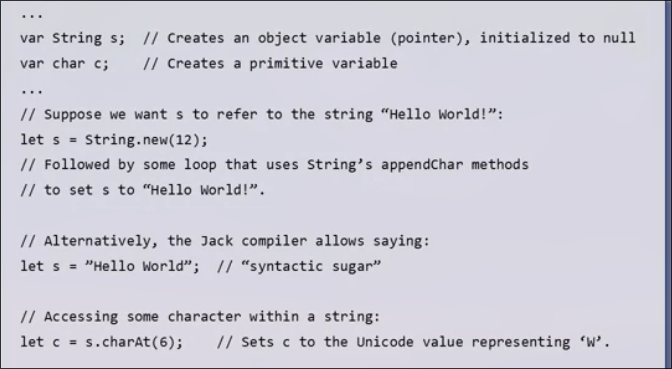 ...
var String s;  // Creates an object variable (pointer), initialized to null
var char c;    // Creates a primitive variable
...
// Suppose we want s to refer to the string “Hello World!”:
let s = String.new(12);
// Followed by some loop that uses String’s appendChar methods
// to set s to “Hello World!”.
// Alternatively, the Jack compiler allows saying:
let s = ”Hello World”;  // “syntactic sugar”
// Accessing some character within a string:
let c = s.charAt(6);    // Sets c to the Unicode value representing ‘W’.